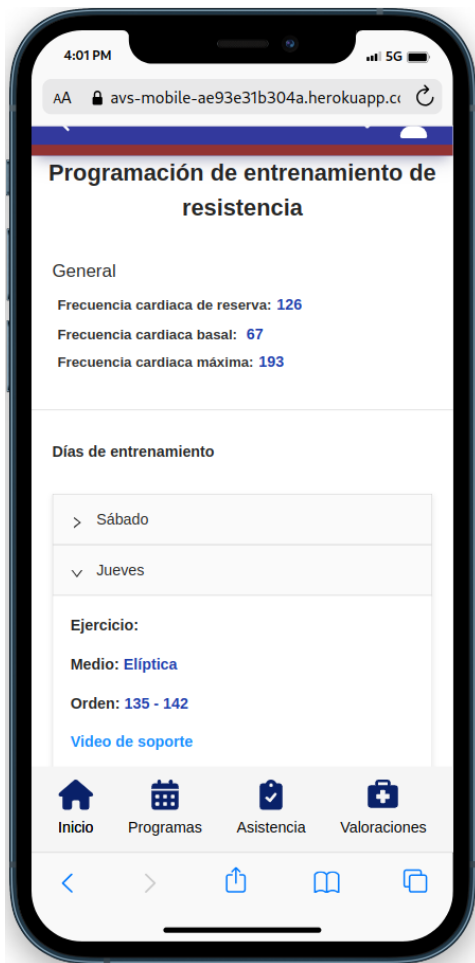 4:01 PM
5G
AA avs-mobile-ae93e31b304a.herokuapp.c
Programación de entrenamiento de
resistencia
General
Frecuencia cardiaca de reserva: 126
Frecuencia cardiaca basal: 67
Frecuencia cardiaca máxima: 193
Días de entrenamiento
Sábado
Jueves
Ejercicio:
Medio: Elíptica
Orden: 135 - 142
Video de soporte
Inicio Programas Asistencia Valoraciones